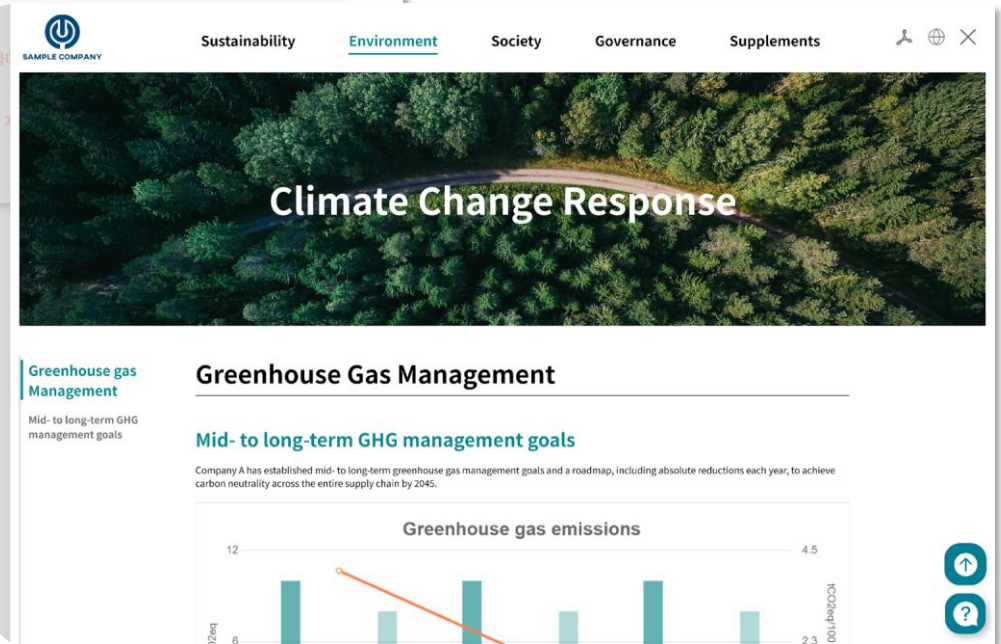 SAMPLE COMPANY
Sustainability
Environment
Society
Governance
Supplements
Climate Change Response
Greenhouse gas
Management
Mid- to long-term GHG
management goals
Greenhouse Gas Management
Mid- to long-term GHG management goals
Company A has established mid- to long-term greenhouse gas management goals and a roadmap, including absolute reductions each year, to achieve
carbon neutrality across the entire supply chain by 2045.
Greenhouse gas emissions
12
4.5
6
2.3
?